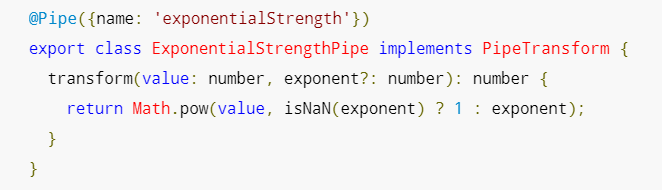 @Pipe({name: 'exponentialStrength'})
export class ExponentialStrengthPipe implements PipeTransform {
  transform(value: number, exponent?: number): number {
    return Math.pow(value, isNaN(exponent) ? 1 : exponent);
  }
}